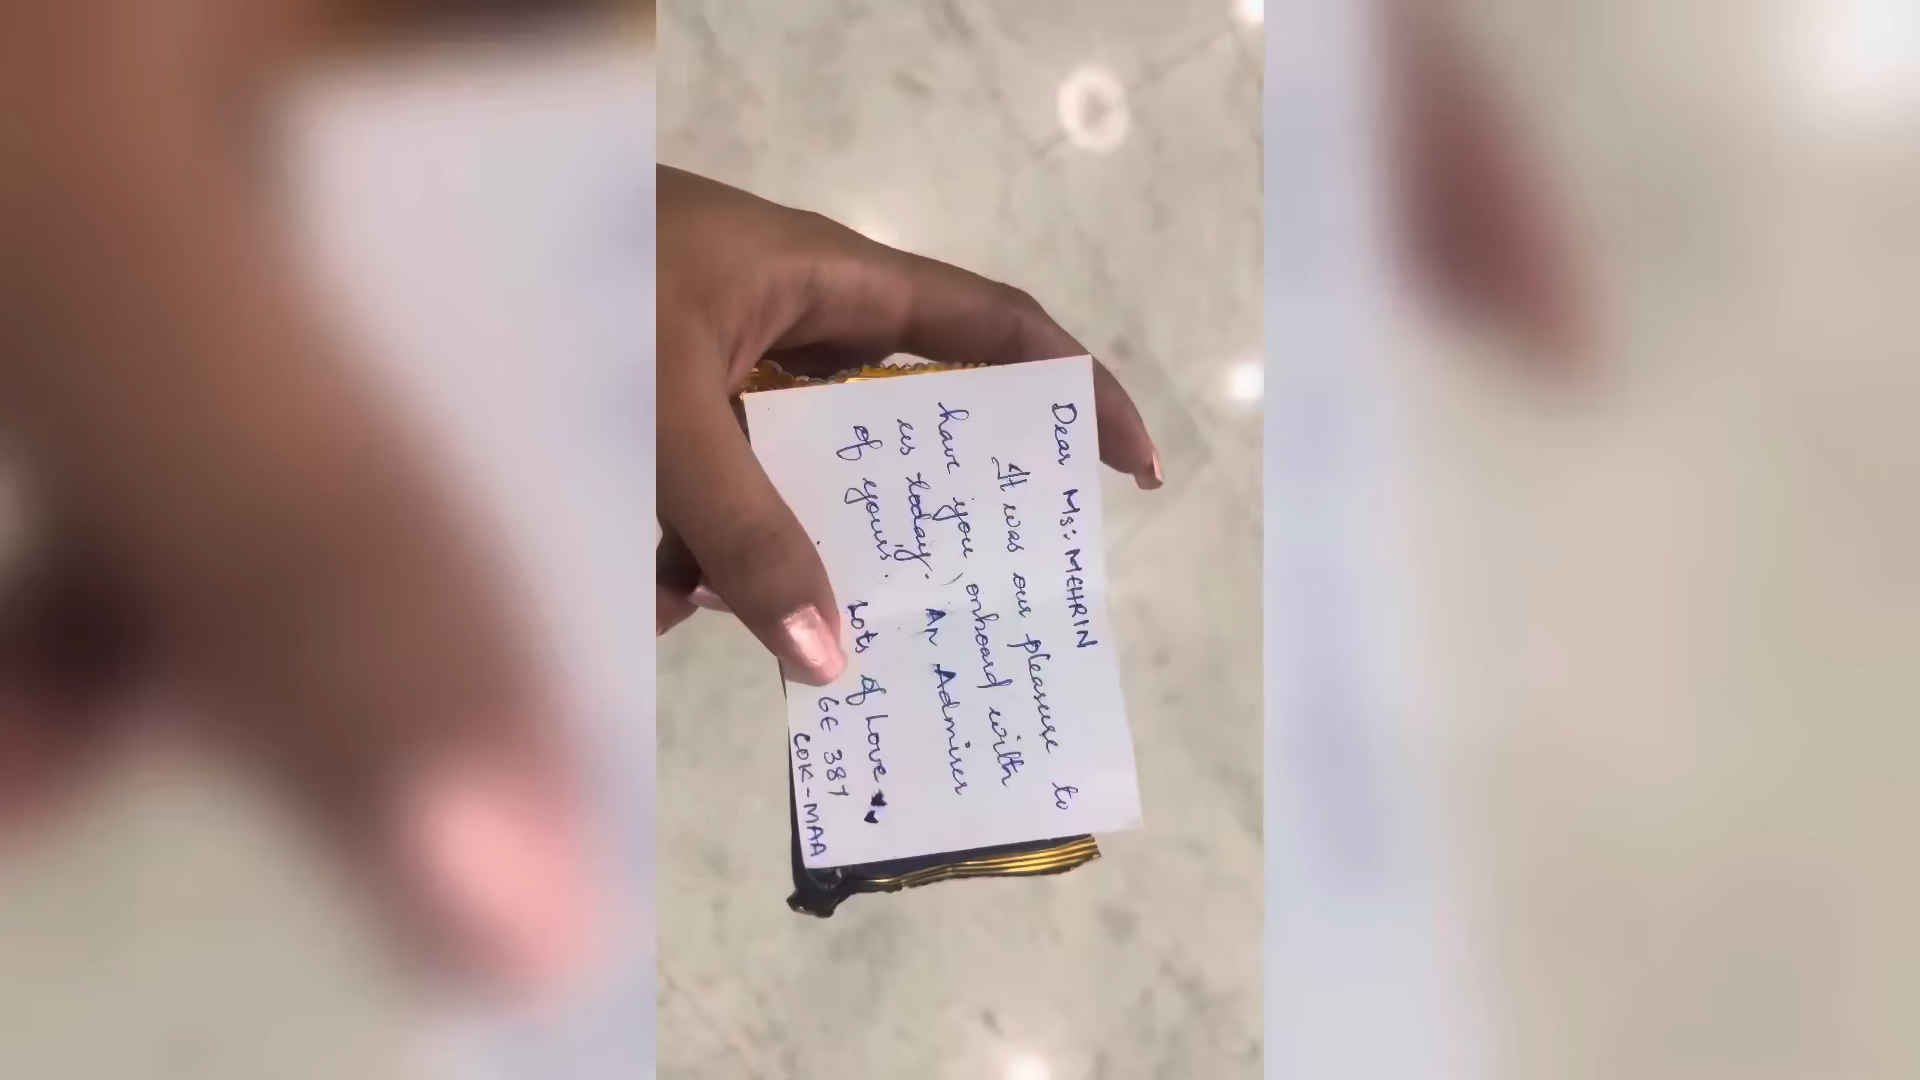 Dear Ms: MEHRIN
It was our pleasure to
have you onboard with
us today. An Admirer
of yours. Lots of Love
6E 387
COK-MAA